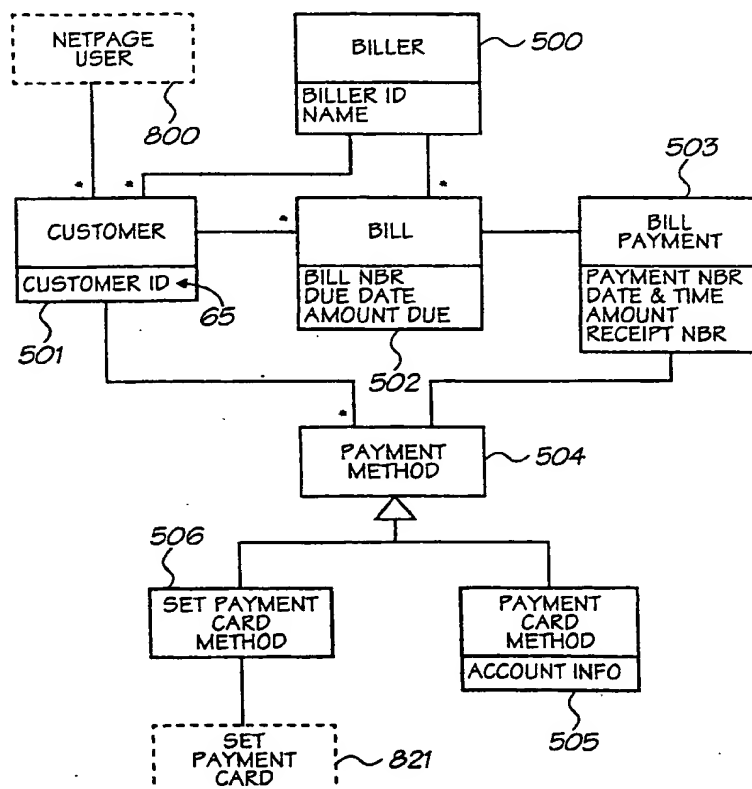 NETPAGE
USER
800
BILLER
BILLER ID
NAME
500
*
*
*
503
CUSTOMER
CUSTOMER ID
65
501
*
BILL
BILL NBR
DUE DATE
AMOUNT DUE
502
BILL
PAYMENT
PAYMENT NBR
DATE & TIME
AMOUNT
RECEIPT NBR
*
PAYMENT
METHOD
504
506
SET PAYMENT
CARD
METHOD
PAYMENT
CARD
METHOD
ACCOUNT INFO
505
SET
PAYMENT
CARD
821